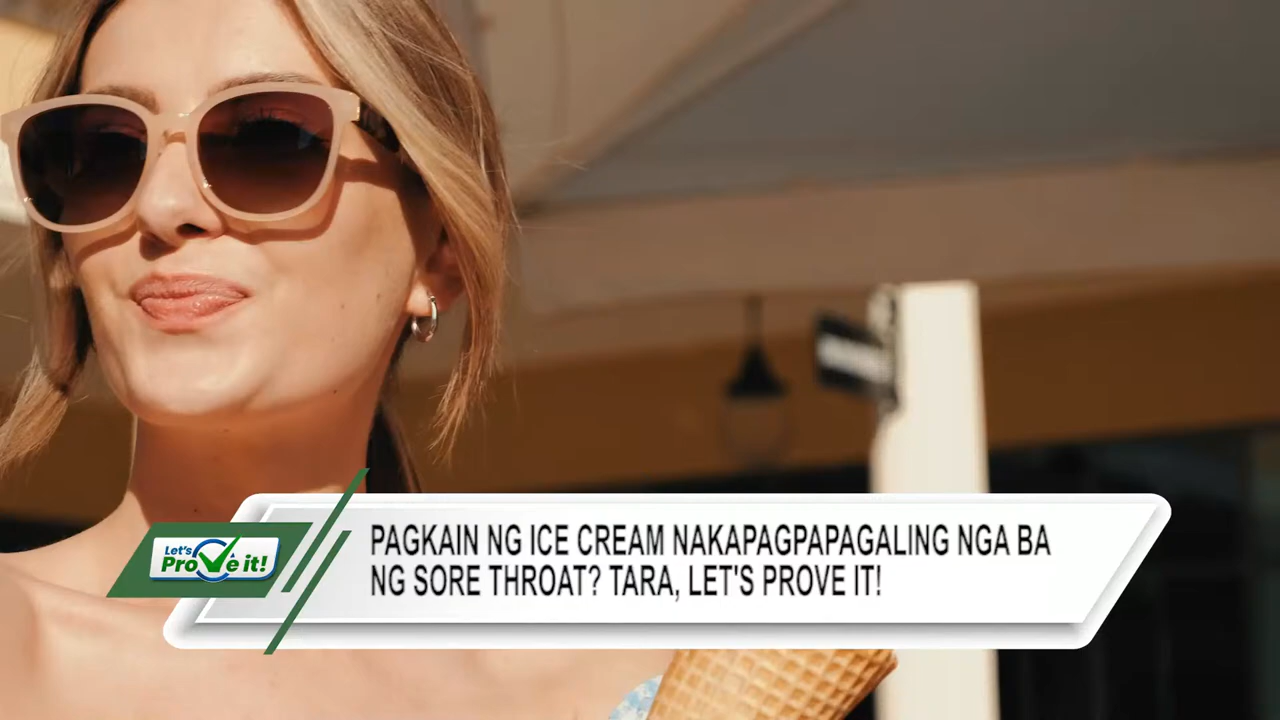 Let's
Prove it!
PAGKAIN NG ICE CREAM NAKAPAGPAPAGALING NGA BA
NG SORE THROAT? TARA, LET'S PROVE IT!